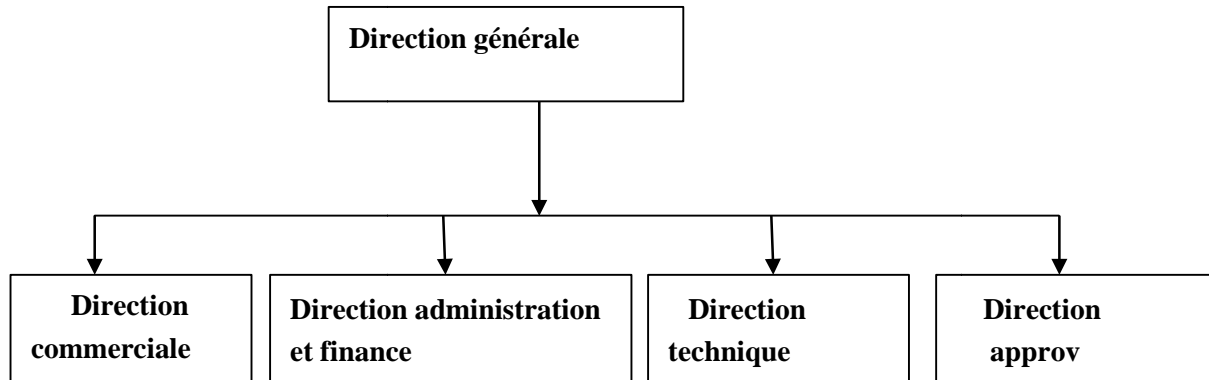 Direction générale
Direction
commerciale
Direction administration
et finance
Direction
technique
Direction
approv